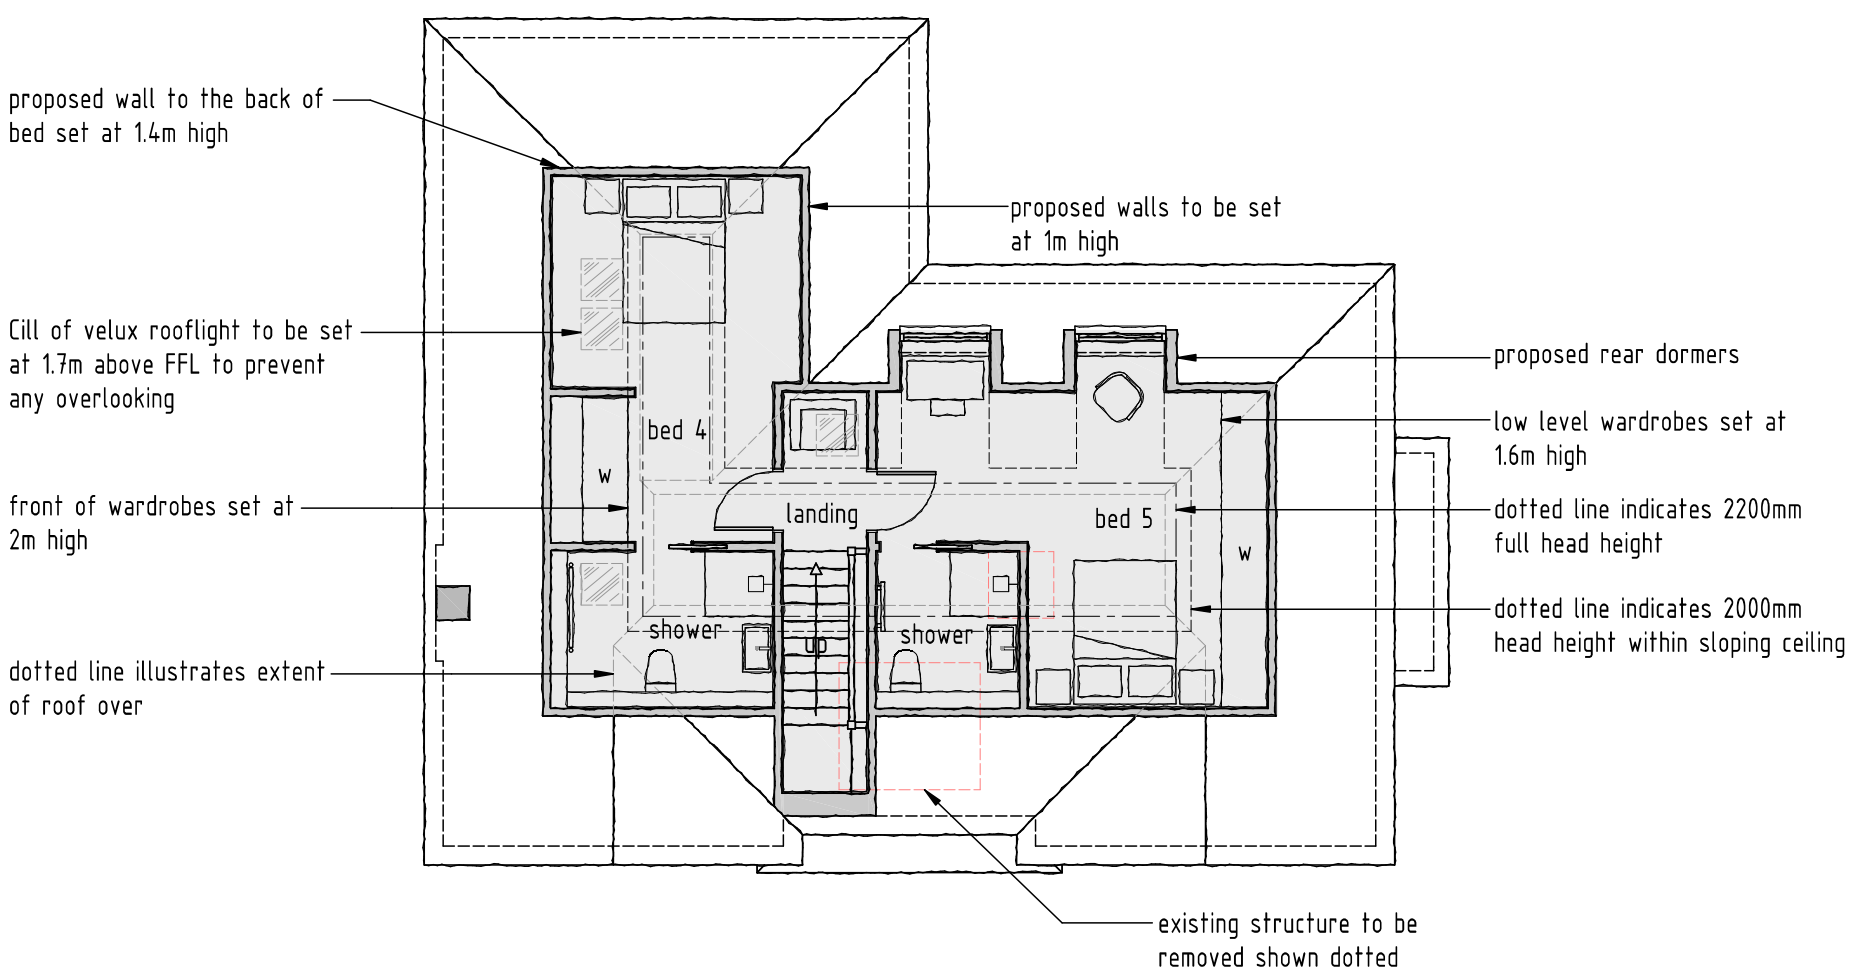 proposed wall to the back of
bed set at 1.4m high
proposed walls to be set
at 1m high
Cill of velux rooflight to be set
at 1.7m above FFL to prevent
any overlooking
proposed rear dormers
low level wardrobes set at
1.6m high
bed 4
w
front of wardrobes set at
2m high
landing
bed 5
dotted line indicates 2200mm
full head height
w
shower
up
shower
dotted line indicates 2000mm
head height within sloping ceiling
dotted line illustrates extent
of roof over
existing structure to be
removed shown dotted